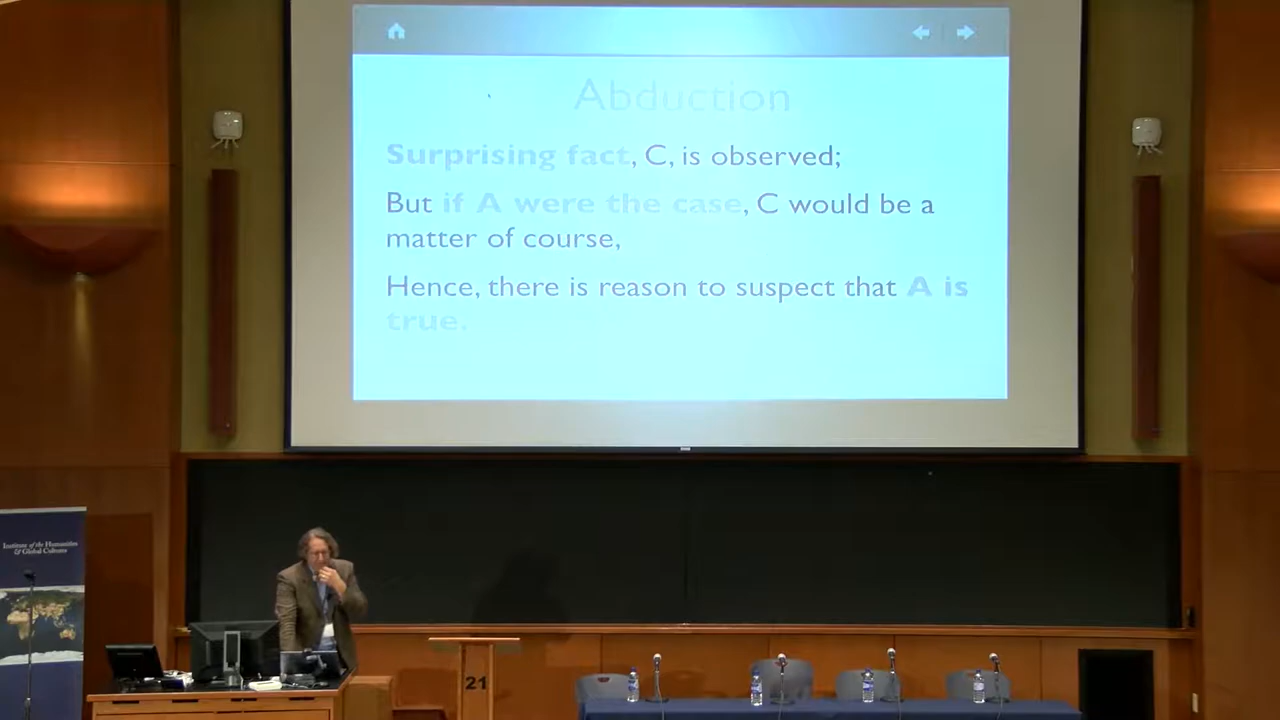 Abduction
Surprising fact, C, is observed;
But if A were the case, C would be a
matter of course,
Hence, there is reason to suspect that A is
true.
Institute of the Humanities
& Global Cultures
21